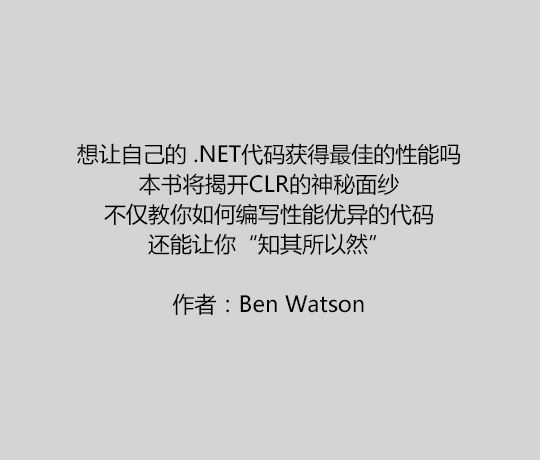 想让自己的 .NET代码获得最佳的性能吗
本书将揭开CLR的神秘面纱
不仅教你如何编写性能优异的代码
还能让你“知其所以然”
作者：Ben Watson